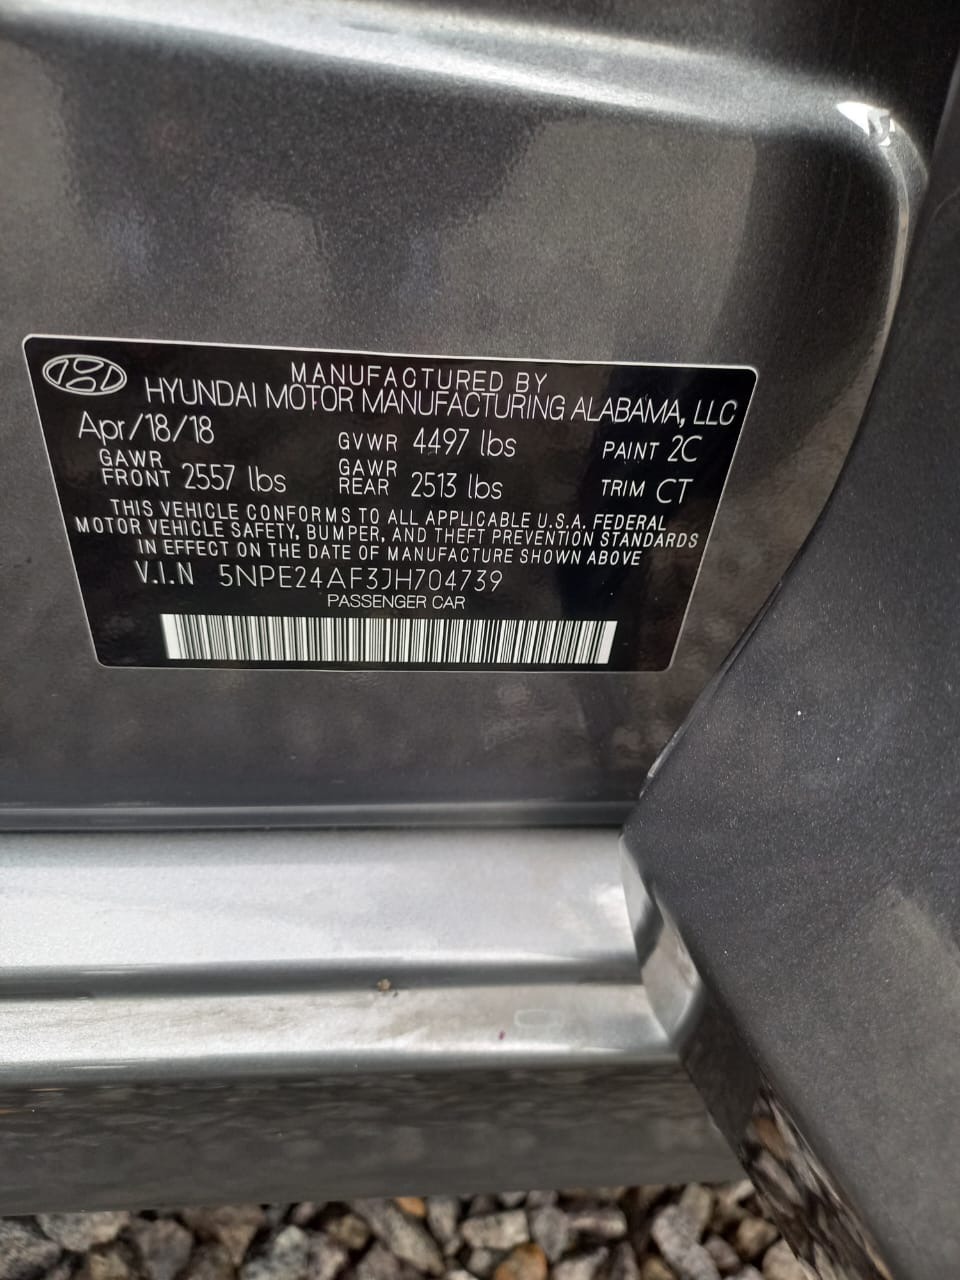 MANUFACTURED BY
HYUNDAI MOTOR MANUFACTURING ALABAMA, LLC
Apr/18/18 GVWR 4497 lbs PAINT 2C
GAWR FRONT 2557 lbs GAWR REAR 2513 lbs TRIM CT
THIS VEHICLE CONFORMS TO ALL APPLICABLE U.S.A. FEDERAL
MOTOR VEHICLE SAFETY, BUMPER, AND THEFT PREVENTION STANDARDS
IN EFFECT ON THE DATE OF MANUFACTURE SHOWN ABOVE
V.I.N 5NPE24AF3JH704739
PASSENGER CAR